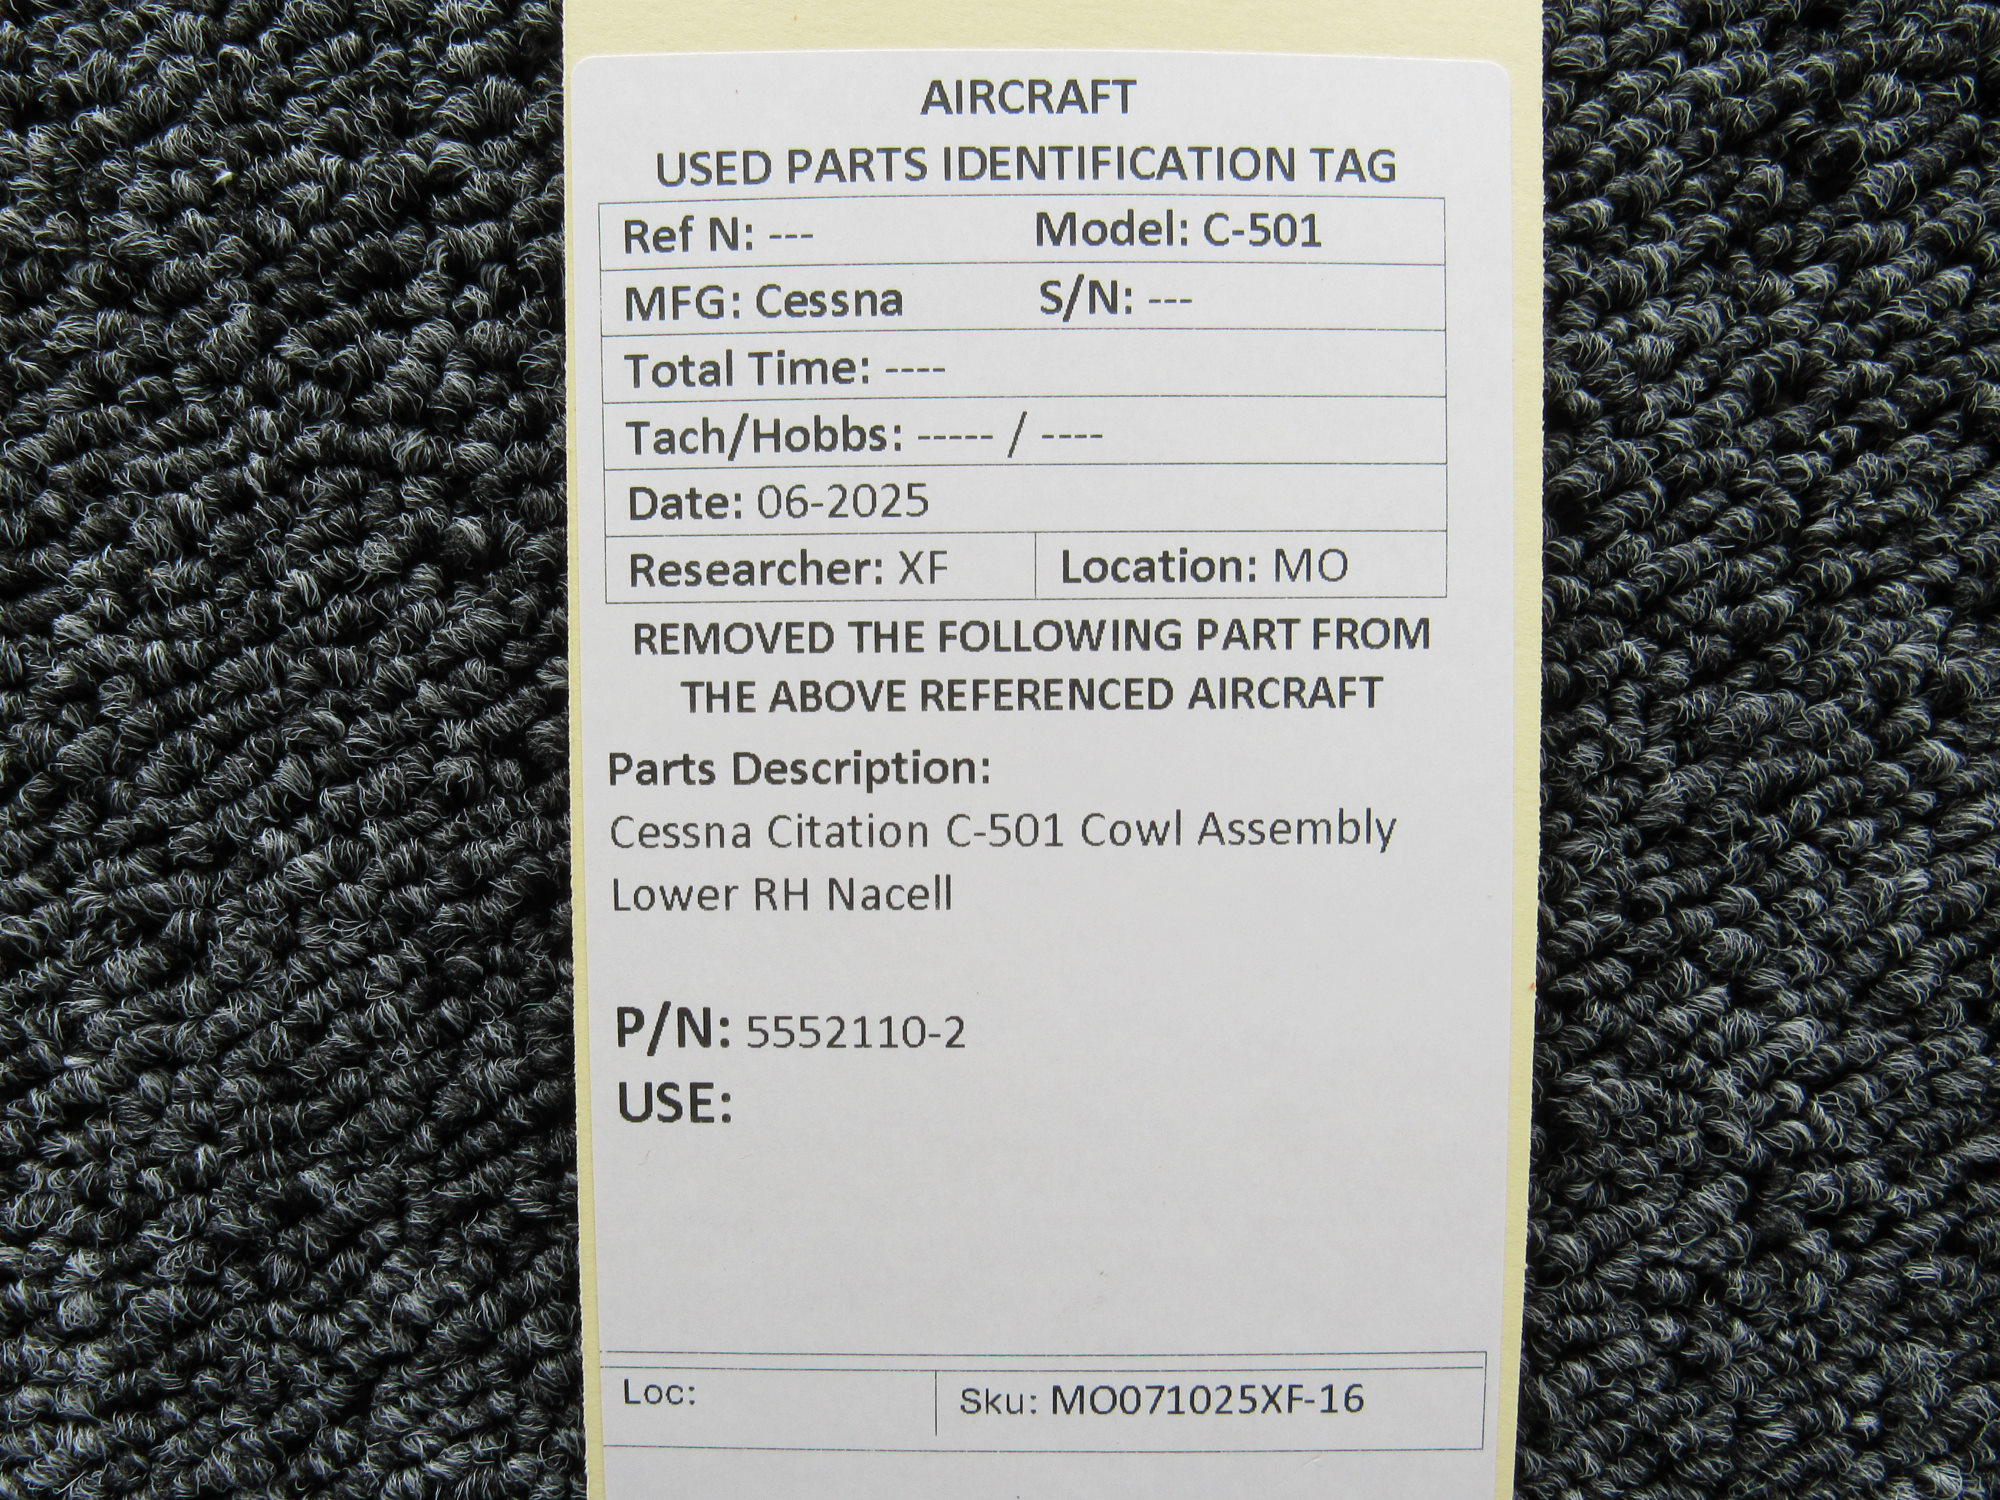 AIRCRAFT
USED PARTS IDENTIFICATION TAG
Ref N: --- Model: C-501
MFG: Cessna S/N: ---
Total Time: ----
Tach/Hobbs: ----- / ----
Date: 06-2025
Researcher: XF Location: MO
REMOVED THE FOLLOWING PART FROM
THE ABOVE REFERENCED AIRCRAFT
Parts Description:
Cessna Citation C-501 Cowl Assembly
Lower RH Nacell
P/N: 5552110-2
USE:
Loc: Sku: MO071025XF-16